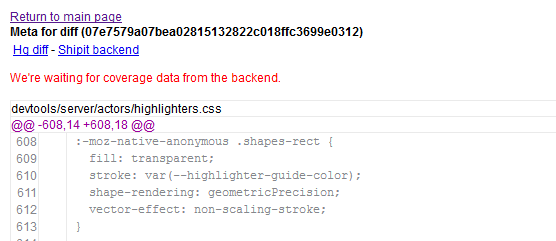 Return to main page
Meta for diff (07e7579a07bea02815132822c018ffc3699e0312)
Hg diff - Shipit backend
We're waiting for coverage data from the backend.
devtools/server/actors/highlighters.css
@@ -608,14 +608,18 @@
608 :-moz-native-anonymous .shapes-rect {
609 fill: transparent;
610 stroke: var(--highlighter-guide-color);
611 shape-rendering: geometricPrecision;
612 vector-effect: non-scaling-stroke;
613 }